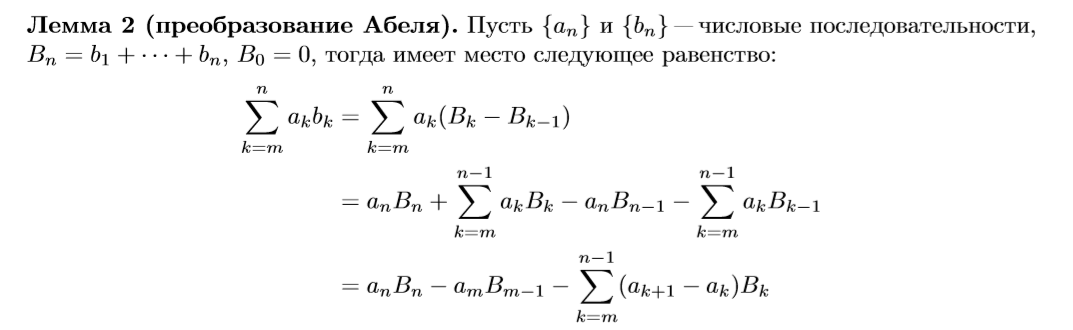 Лемма 2 (преобразование Абеля). Пусть $\{a_n\}$ и $\{b_n\}$ — числовые последовательности,
$B_n = b_1 + \cdots + b_n$, $B_0 = 0$, тогда имеет место следующее равенство:
$\sum_{k=m}^{n} a_k b_k = \sum_{k=m}^{n} a_k (B_k - B_{k-1})$
$= a_n B_n + \sum_{k=m}^{n-1} a_k B_k - a_n B_{n-1} - \sum_{k=m}^{n-1} a_k B_{k-1}$
$= a_n B_n - a_m B_{m-1} - \sum_{k=m}^{n-1} (a_{k+1} - a_k) B_k$